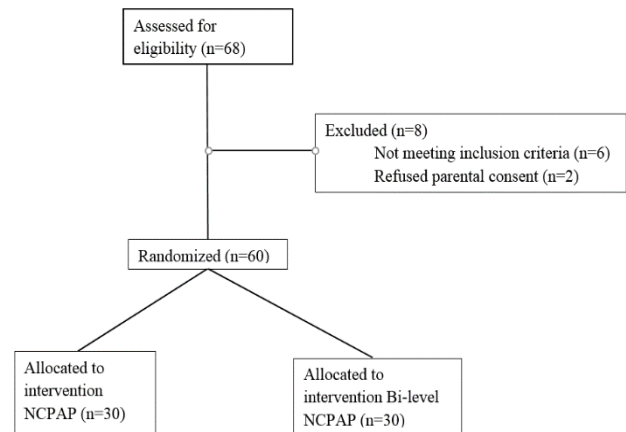 Assessed for
eligibility (n=68)
Excluded (n=8)
Not meeting inclusion criteria (n=6)
Refused parental consent (n=2)
Randomized (n=60)
Allocated to
intervention
NCPAP (n=30)
Allocated to
intervention Bi-level
NCPAP (n=30)